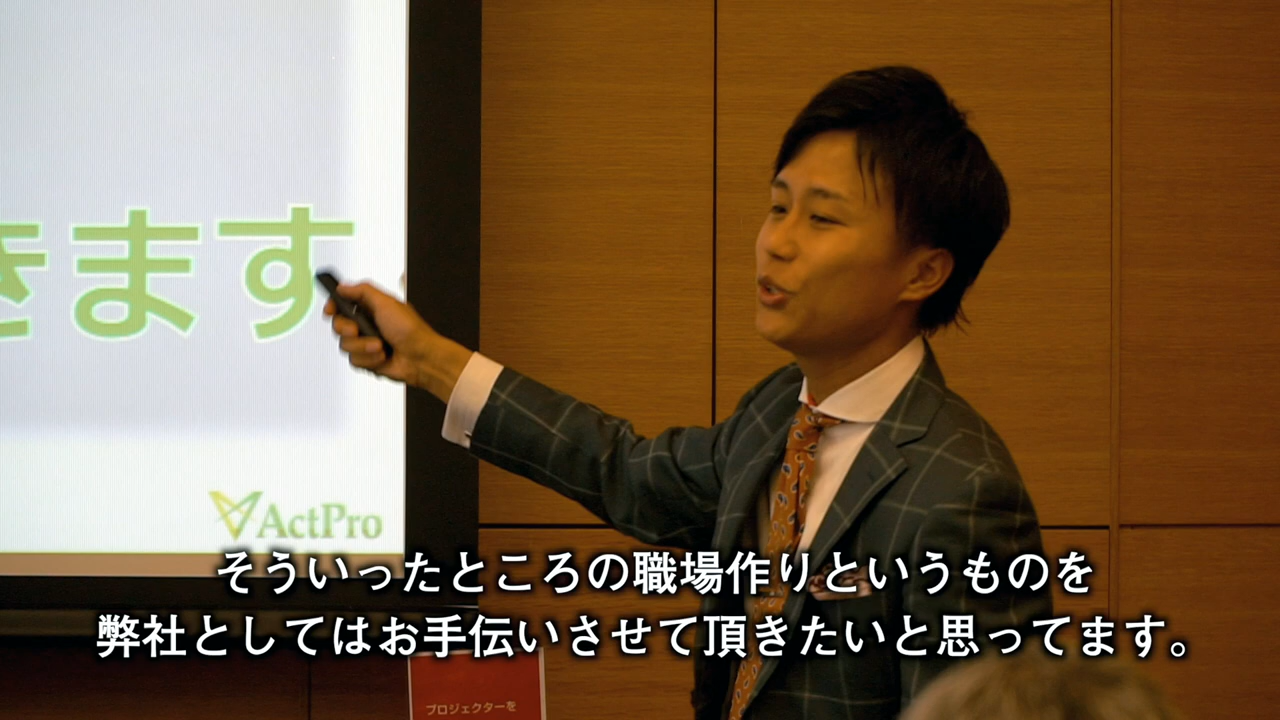 きます
ActPro
そういったところの職場作りというものを
弊社としてはお手伝いさせて頂きたいと思ってます。
プロジェクターを